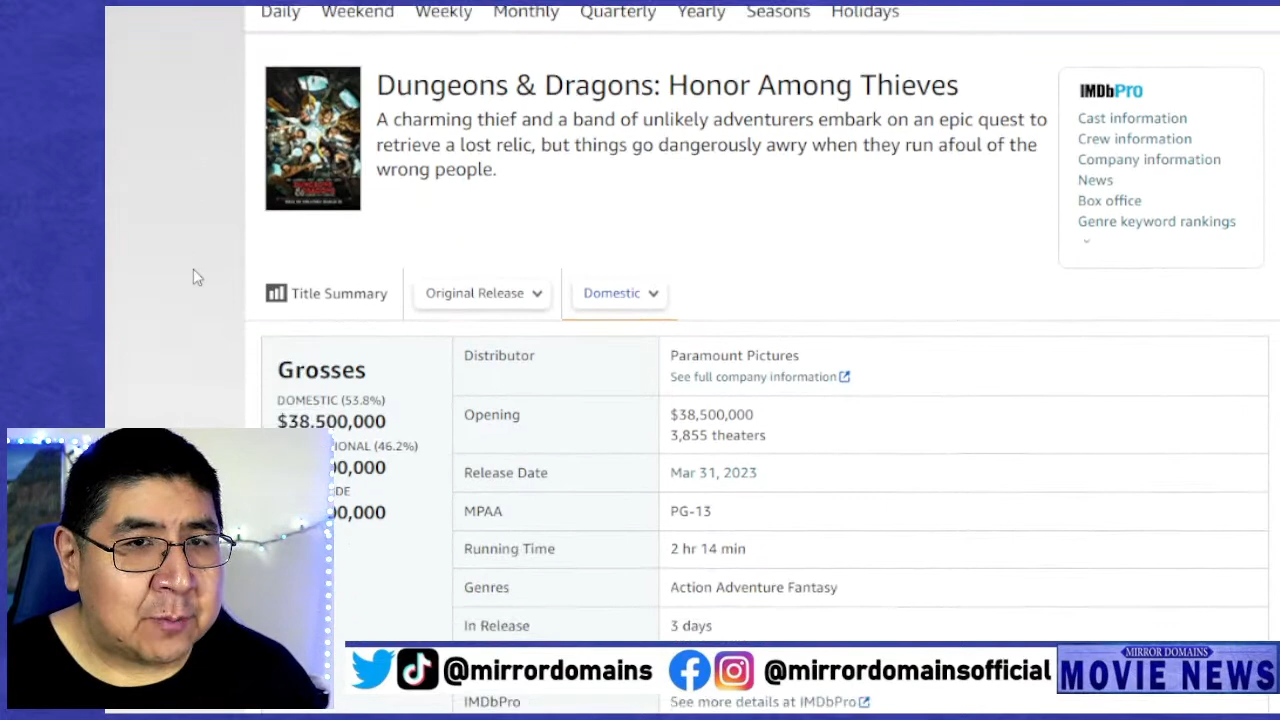 Daily Weekend Weekly Monthly Quarterly Yearly Seasons Holidays
Dungeons & Dragons: Honor Among Thieves
A charming thief and a band of unlikely adventurers embark on an epic quest to
retrieve a lost relic, but things go dangerously awry when they run afoul of the
wrong people.
IMDbPro
Cast information
Crew information
Company information
News
Box office
Genre keyword rankings
Title Summary
Original Release
Domestic
Grosses
DOMESTIC (53.8%)
$38,500,000
IONAL (46.2%)
00,000
DE
00,000
Distributor
Paramount Pictures
See full company information
Opening
$38,500,000
3,855 theaters
Release Date
Mar 31, 2023
MPAA
PG-13
Running Time
2 hr 14 min
Genres
Action Adventure Fantasy
In Release
3 days
IMDbPro
See more details at IMDbPro
@mirrordomains
@mirrordomainsofficial
MIRROR DOMAINS
MOVIE NEWS